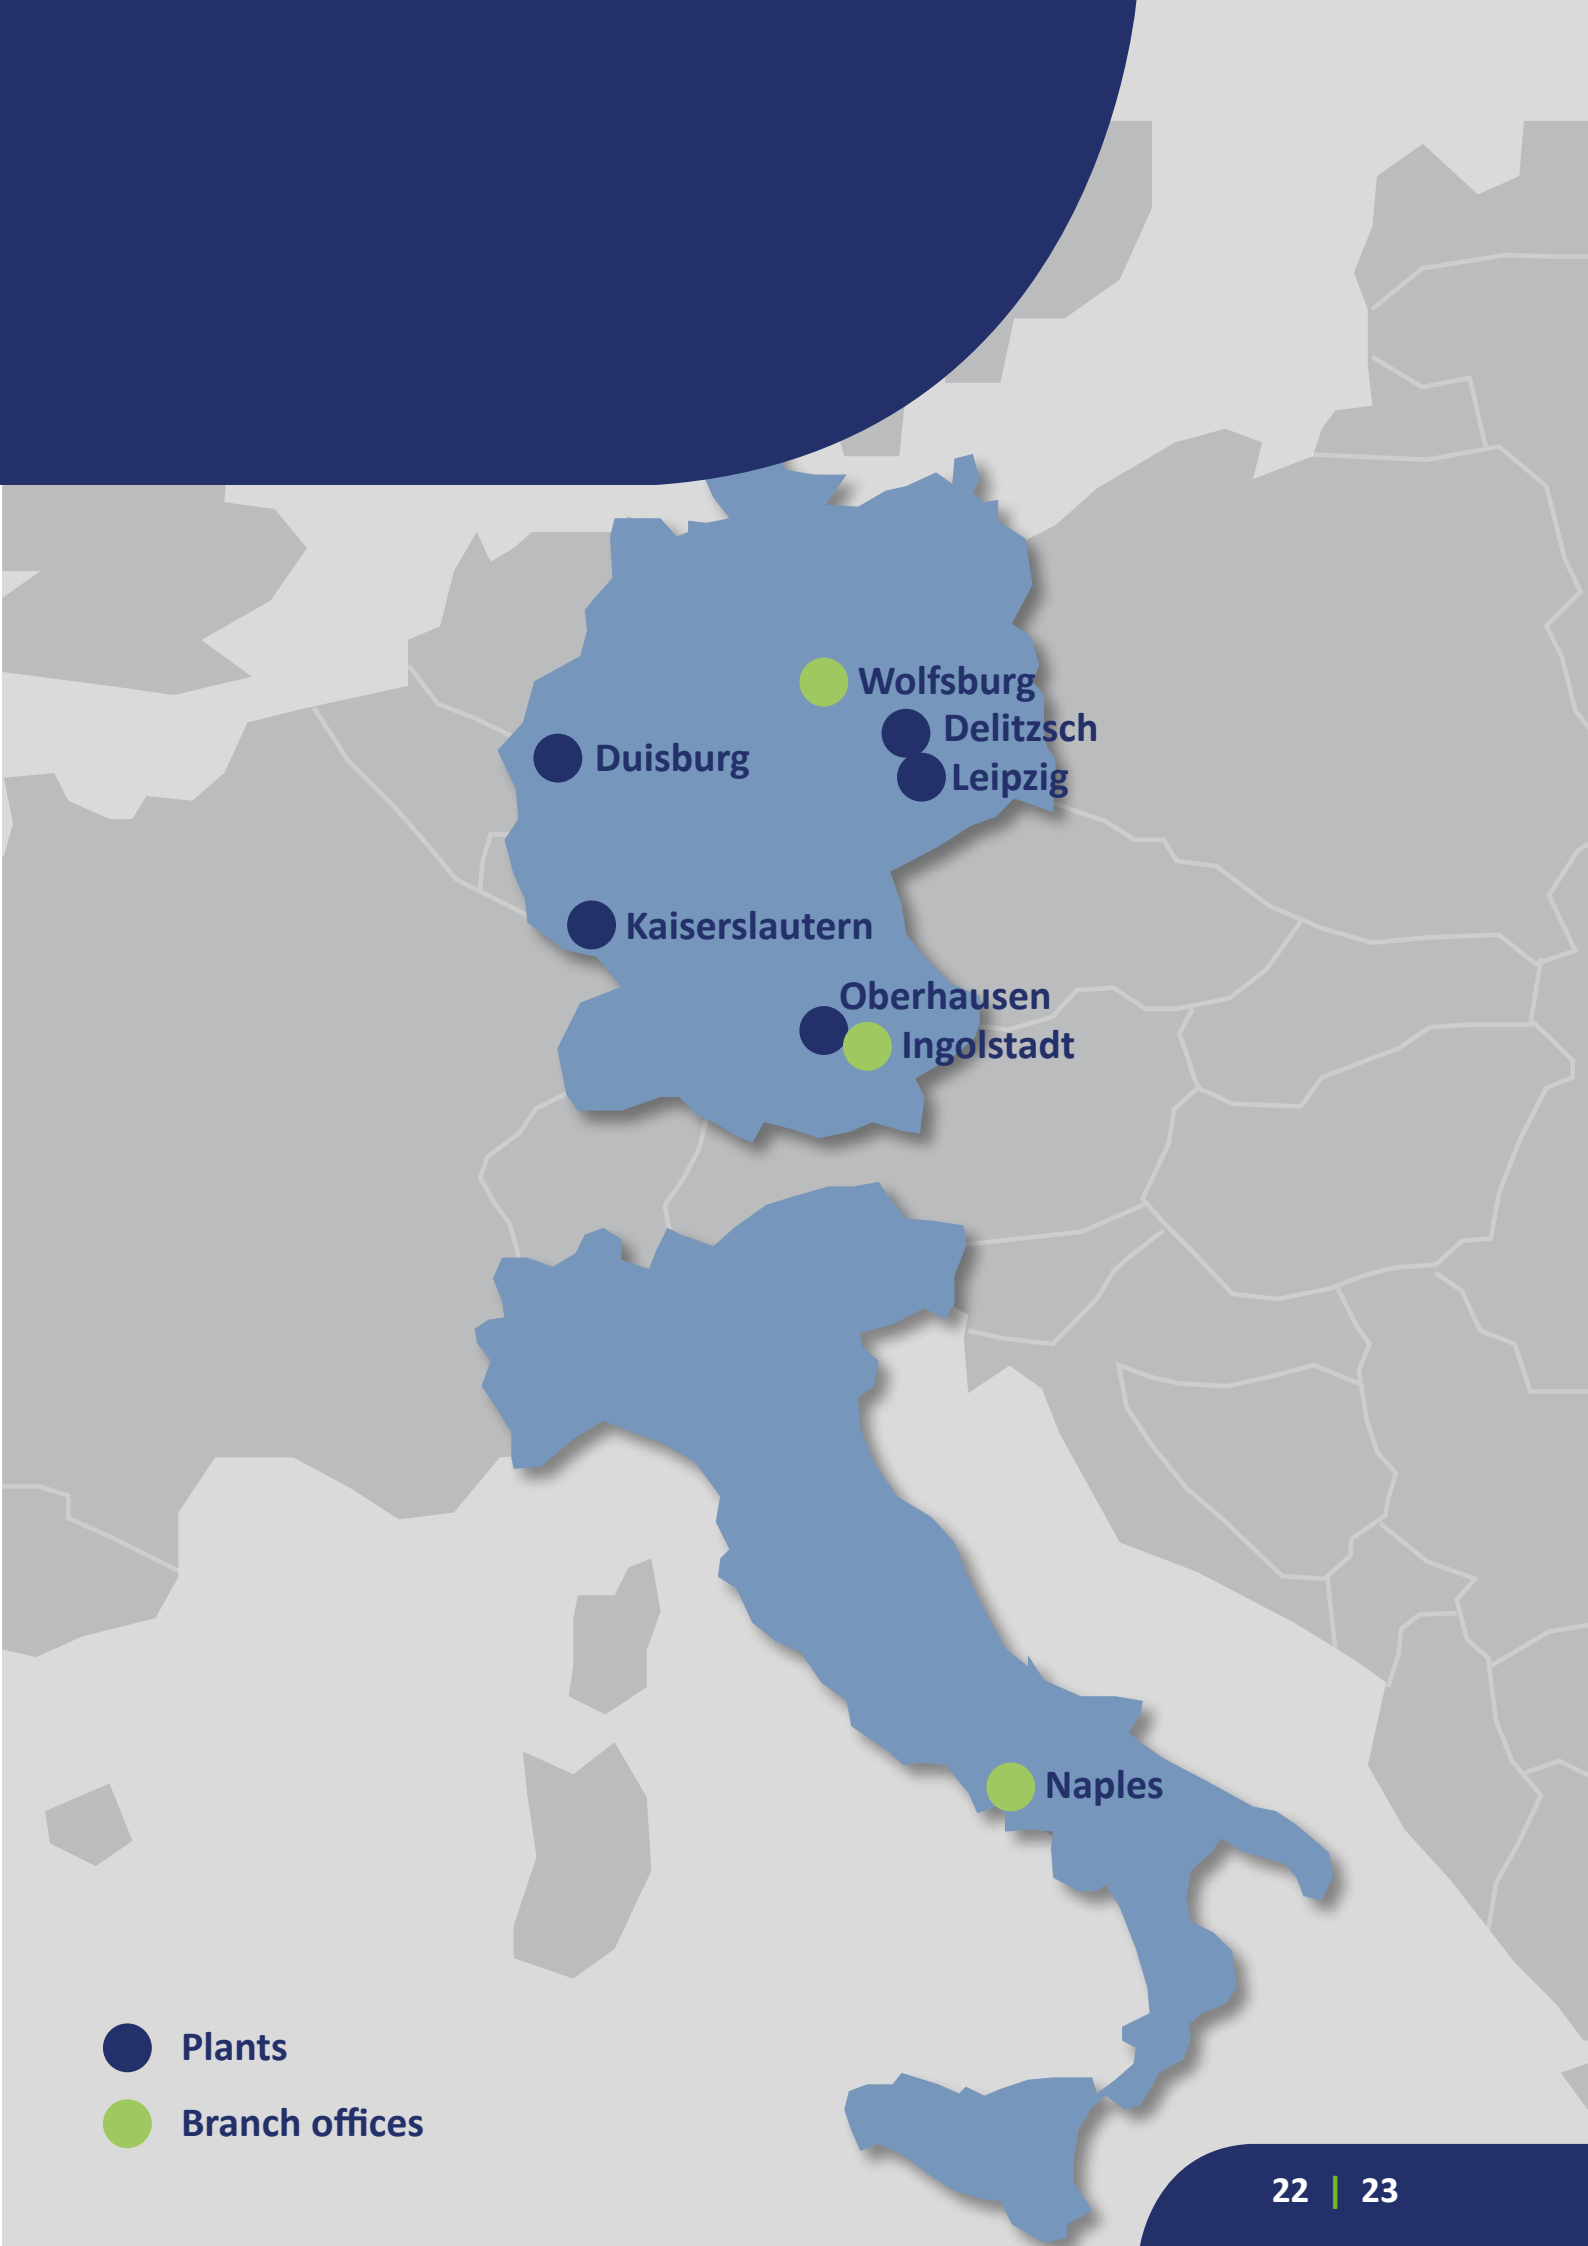 Wolfsburg
Delitzsch
Leipzig
Duisburg
Kaiserslautern
Oberhausen
Ingolstadt
Naples
Plants
Branch offices
22 | 23